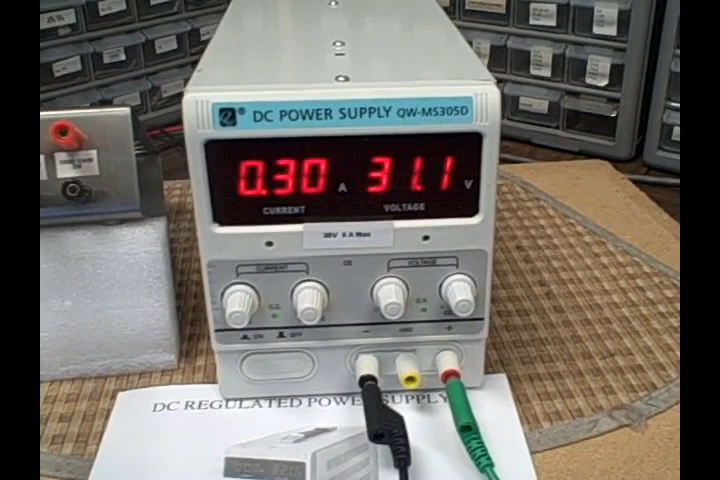 DC POWER SUPPLY QW-MS305D
0.30 A 31.1 V
CURRENT VOLTAGE
30V 5 A Max
CURRENT VOLTAGE
C.C. C.V.
ON OFF
- GND +
DC REGULATED POWER SUPPLY